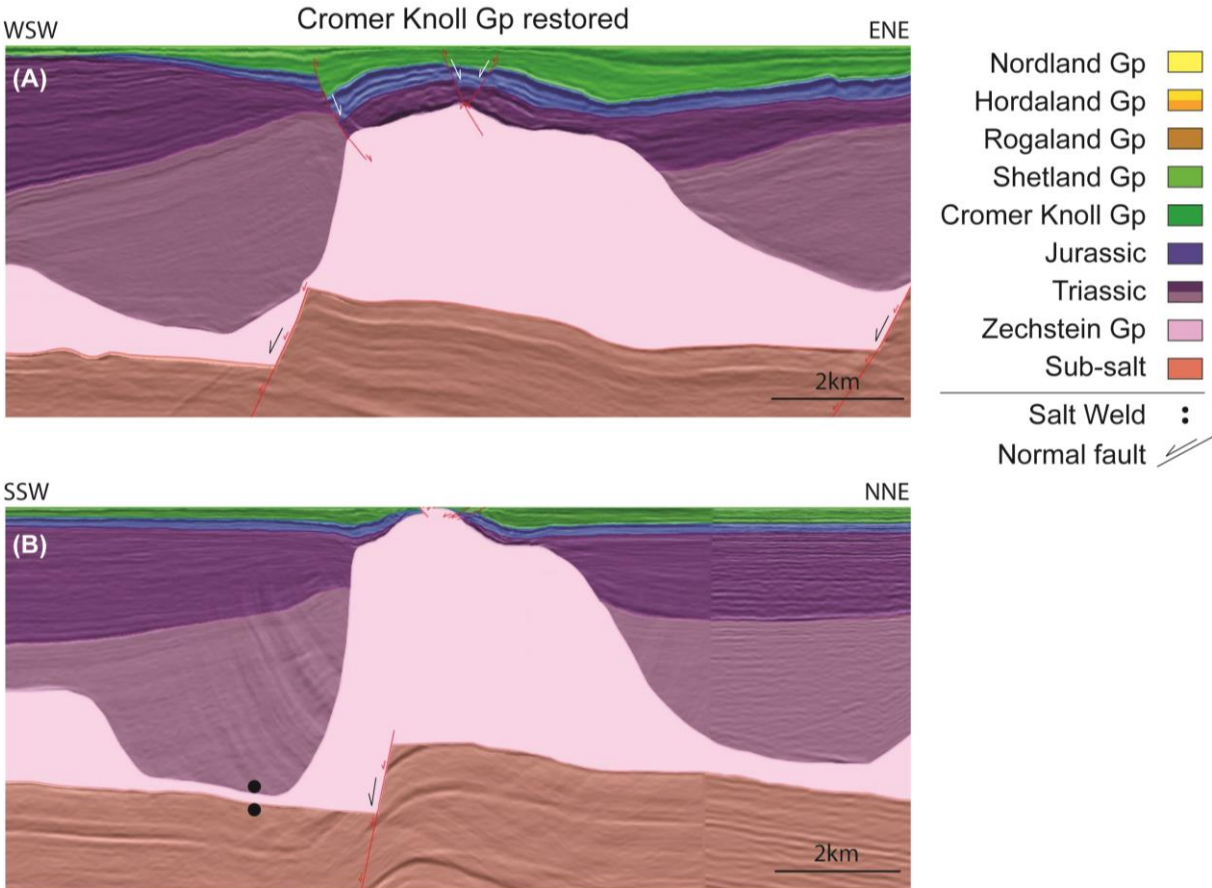 Cromer Knoll Gp restored
WSW
ENE
(A)
2km
SSW
NNE
(B)
2km
Nordland Gp
Hordaland Gp
Rogaland Gp
Shetland Gp
Cromer Knoll Gp
Jurassic
Triassic
Zechstein Gp
Sub-salt
Salt Weld
Normal fault